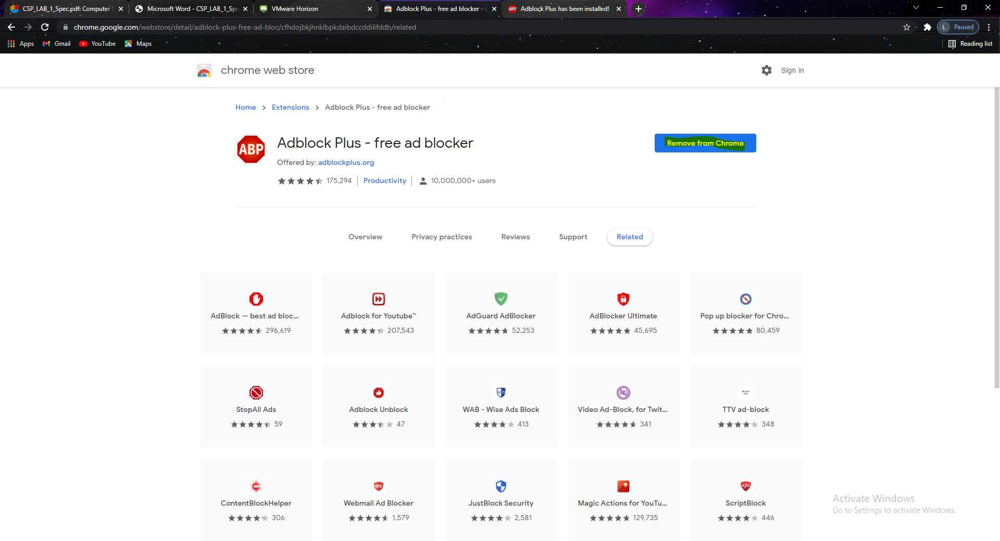 CSP_LAB_1_Spec.pdf: Computer S
Microsoft Word - CSP_LAB_1_Spe
VMware Horizon
Adblock Plus - free ad blocker - C
ABP
Adblock Plus has been installed!
chrome.google.com/webstore/detail/adblock-plus-free-ad-bloc/cfhdojbkjhnklbpkdaibdccddilifddb/related
L
Paused
Apps
Gmail
YouTube
Maps
Reading list
chrome web store
Sign in
Home > Extensions > Adblock Plus - free ad blocker
ABP
Adblock Plus - free ad blocker
Remove from Chrome
Offered by: adblockplus.org
175,294
Productivity
10,000,000+ users
Overview
Privacy practices
Reviews
Support
Related
AdBlock — best ad bloc...
296,619
Adblock for Youtube™
207,543
AdGuard AdBlocker
52,253
AdBlocker Ultimate
45,695
Pop up blocker for Chro...
80,459
StopAll Ads
59
Adblock Unblock
47
WAB - Wise Ads Block
413
AD
Video Ad-Block, for Twit...
341
TTV ad-block
348
ContentBlockHelper
306
WAB
Webmail Ad Blocker
1,579
JustBlock Security
2,581
Magic Actions for YouTu...
129,735
</>
ScriptBlock
446
Activate Windows
Go to Settings to activate Windows.